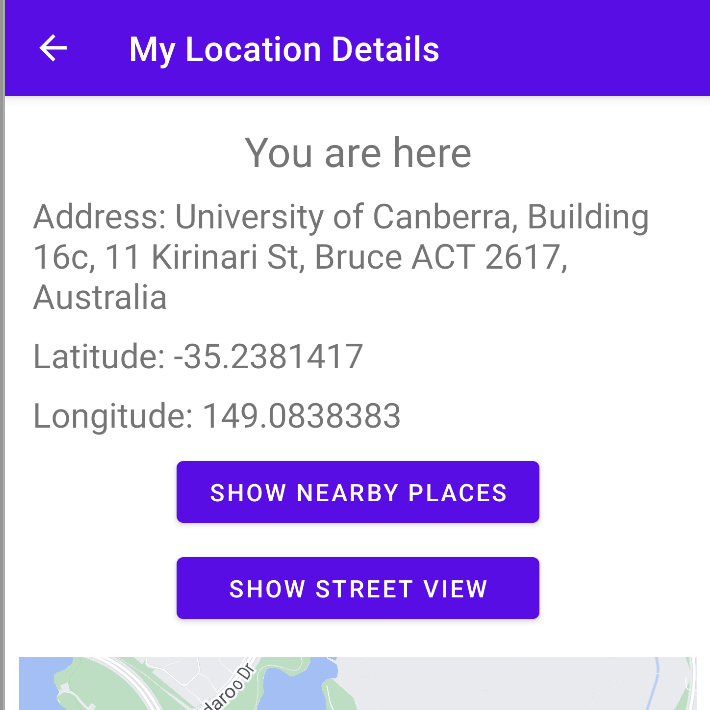 My Location Details
You are here
Address: University of Canberra, Building
16c, 11 Kirinari St, Bruce ACT 2617,
Australia
Latitude: -35.2381417
Longitude: 149.0838383
SHOW NEARBY PLACES
SHOW STREET VIEW
daroo Dr